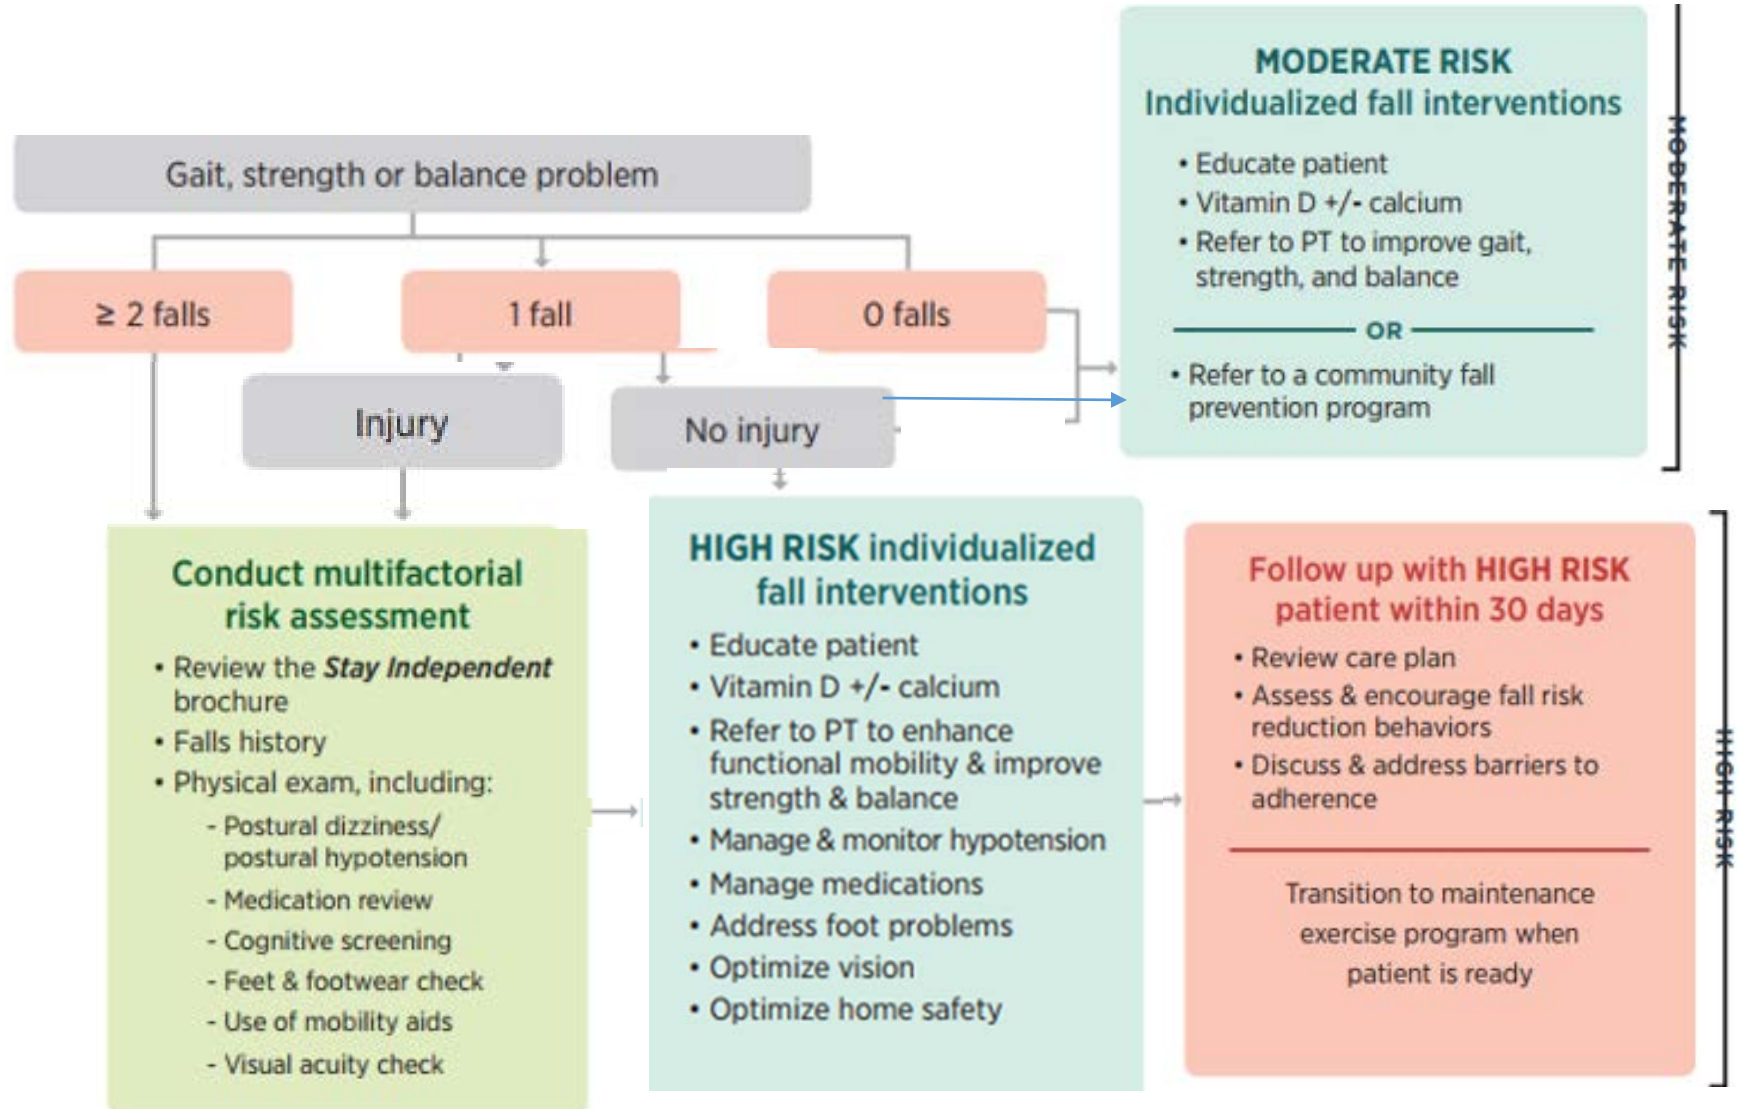 Gait, strength or balance problem
≥ 2 falls
1 fall
0 falls
Injury
No injury
MODERATE RISK
Individualized fall interventions
• Educate patient
• Vitamin D +/- calcium
• Refer to PT to improve gait,
strength, and balance
OR
• Refer to a community fall
prevention program
MODERATE RISK
Conduct multifactorial
risk assessment
• Review the Stay Independent
brochure
• Falls history
• Physical exam, including:
- Postural dizziness/
postural hypotension
- Medication review
- Cognitive screening
- Feet & footwear check
- Use of mobility aids
- Visual acuity check
HIGH RISK individualized
fall interventions
• Educate patient
• Vitamin D +/- calcium
• Refer to PT to enhance
functional mobility & improve
strength & balance
• Manage & monitor hypotension
• Manage medications
• Address foot problems
• Optimize vision
• Optimize home safety
Follow up with HIGH RISK
patient within 30 days
• Review care plan
• Assess & encourage fall risk
reduction behaviors
• Discuss & address barriers to
adherence
Transition to maintenance
exercise program when
patient is ready
HIGH RISK